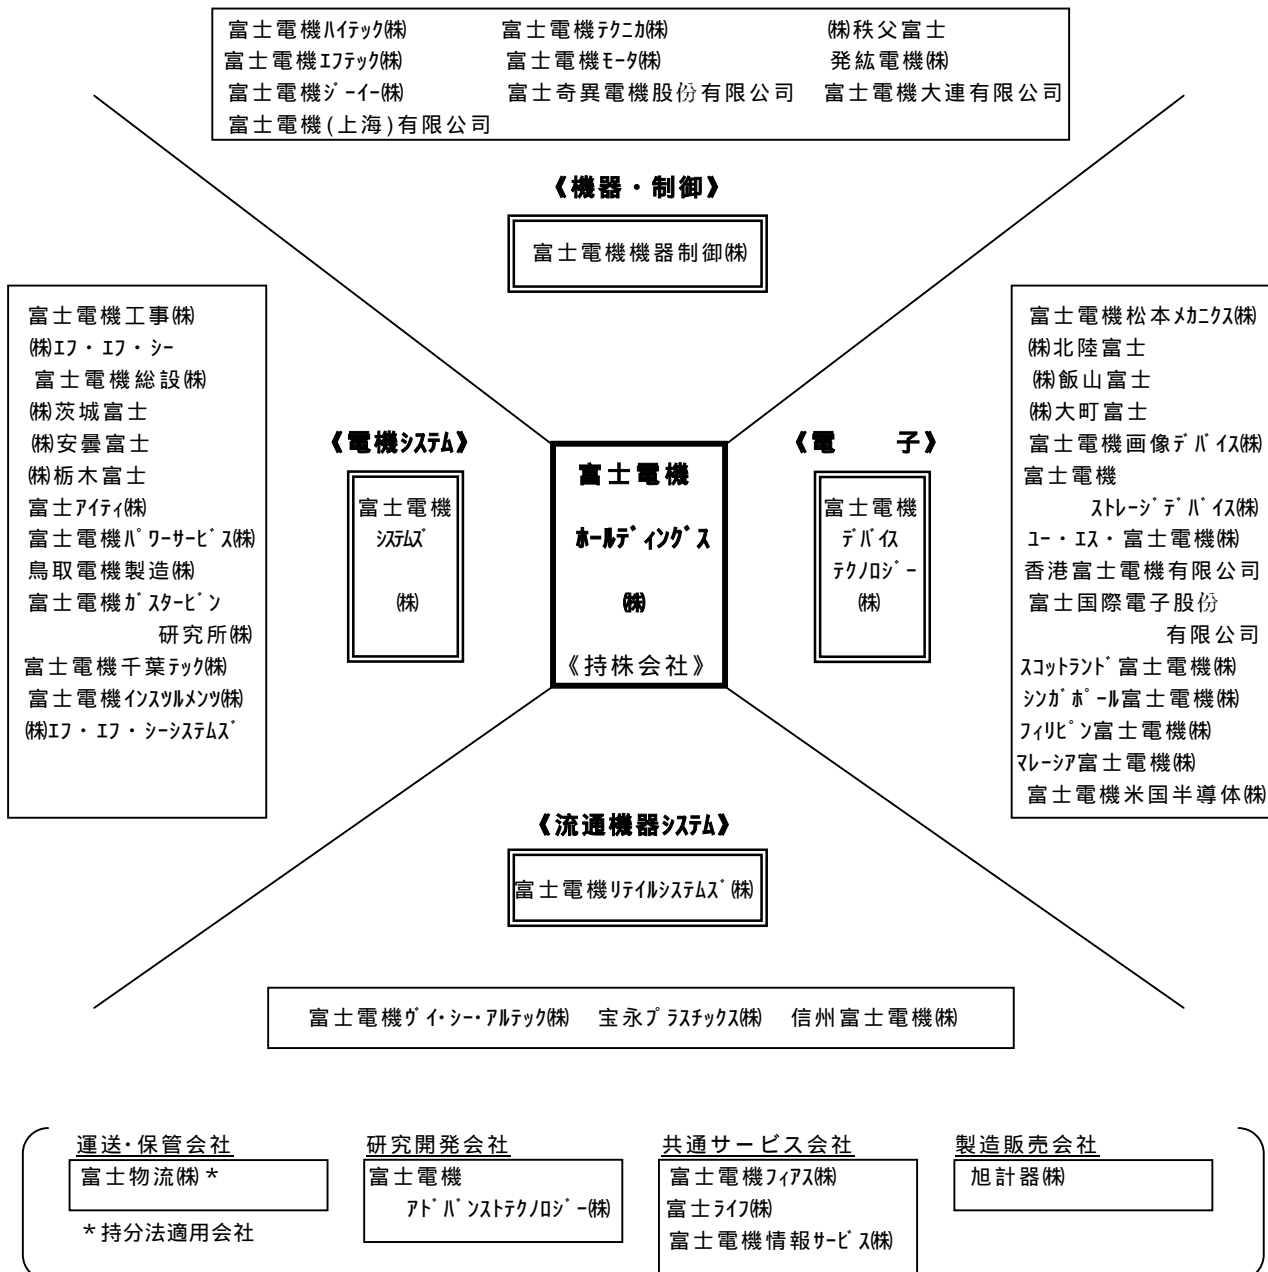 富士電機ﾊｲﾃｯｸ㈱ 富士電機ﾃｸﾆｶ㈱ ㈱秩父富士
富士電機ｴﾌﾃｯｸ㈱ 富士電機ﾓｰﾀ㈱ 発紘電機㈱
富士電機ｼﾞｰｲｰ㈱ 富士奇異電機股份有限公司 富士電機大連有限公司
富士電機(上海)有限公司
《機器・制御》
富士電機機器制御㈱
富士電機工事㈱
㈱ｴﾌ・ｴﾌ・ｼｰ
富士電機総設㈱
㈱茨城富士
㈱安曇富士
㈱栃木富士
富士ｱｲﾃｨ㈱
富士電機ﾊﾟﾜｰｻｰﾋﾞｽ㈱
鳥取電機製造㈱
富士電機ｶﾞｽﾀｰﾋﾞﾝ
研究所㈱
富士電機千葉ﾃｯｸ㈱
富士電機ｲﾝｽﾂﾙﾒﾝﾂ㈱
㈱ｴﾌ・ｴﾌ・ｼｰｼｽﾃﾑｽﾞ
《電機ｼｽﾃﾑ》
富士電機
ｼｽﾃﾑｽﾞ
㈱
富士電機
ﾎｰﾙﾃﾞｨﾝｸﾞｽ
㈱
《持株会社》
《電 子》
富士電機
ﾃﾞﾊﾞｲｽ
ﾃｸﾉﾛｼﾞｰ
㈱
富士電機松本ﾒｶﾆｸｽ㈱
㈱北陸富士
㈱飯山富士
㈱大町富士
富士電機画像ﾃﾞﾊﾞｲｽ㈱
富士電機
ｽﾄﾚｰｼﾞﾃﾞﾊﾞｲｽ㈱
ﾕｰ・ｴｽ・富士電機㈱
香港富士電機有限公司
富士国際電子股份
有限公司
ｽｺｯﾄﾗﾝﾄﾞ富士電機㈱
ｼﾝｶﾞﾎﾟｰﾙ富士電機㈱
ﾌｨﾘﾋﾟﾝ富士電機㈱
ﾏﾚｰｼｱ富士電機㈱
富士電機米国半導体㈱
《流通機器ｼｽﾃﾑ》
富士電機ﾘﾃｲﾙｼｽﾃﾑｽﾞ㈱
富士電機ｳﾞｲ･ｼｰ･ｱﾙﾃｯｸ㈱ 宝永ﾌﾟﾗｽﾁｯｸｽ㈱ 信州富士電機㈱
運送･保管会社
富士物流㈱*
*持分法適用会社
研究開発会社
富士電機
ｱﾄﾞﾊﾞﾝｽﾄﾃｸﾉﾛｼﾞｰ㈱
共通サービス会社
富士電機ﾌｨｱｽ㈱
富士ﾗｲﾌ㈱
富士電機情報ｻｰﾋﾞｽ㈱
製造販売会社
旭計器㈱